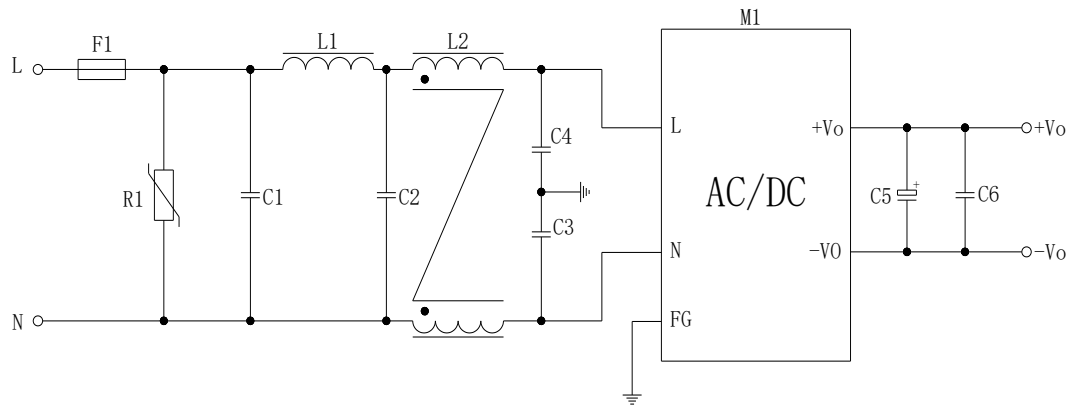 M1
F1
L1
L2
L
R1
C1
C2
C4
C3
N
L
N
FG
AC/DC
+Vo
-VO
C5
+
C6
+Vo
-Vo